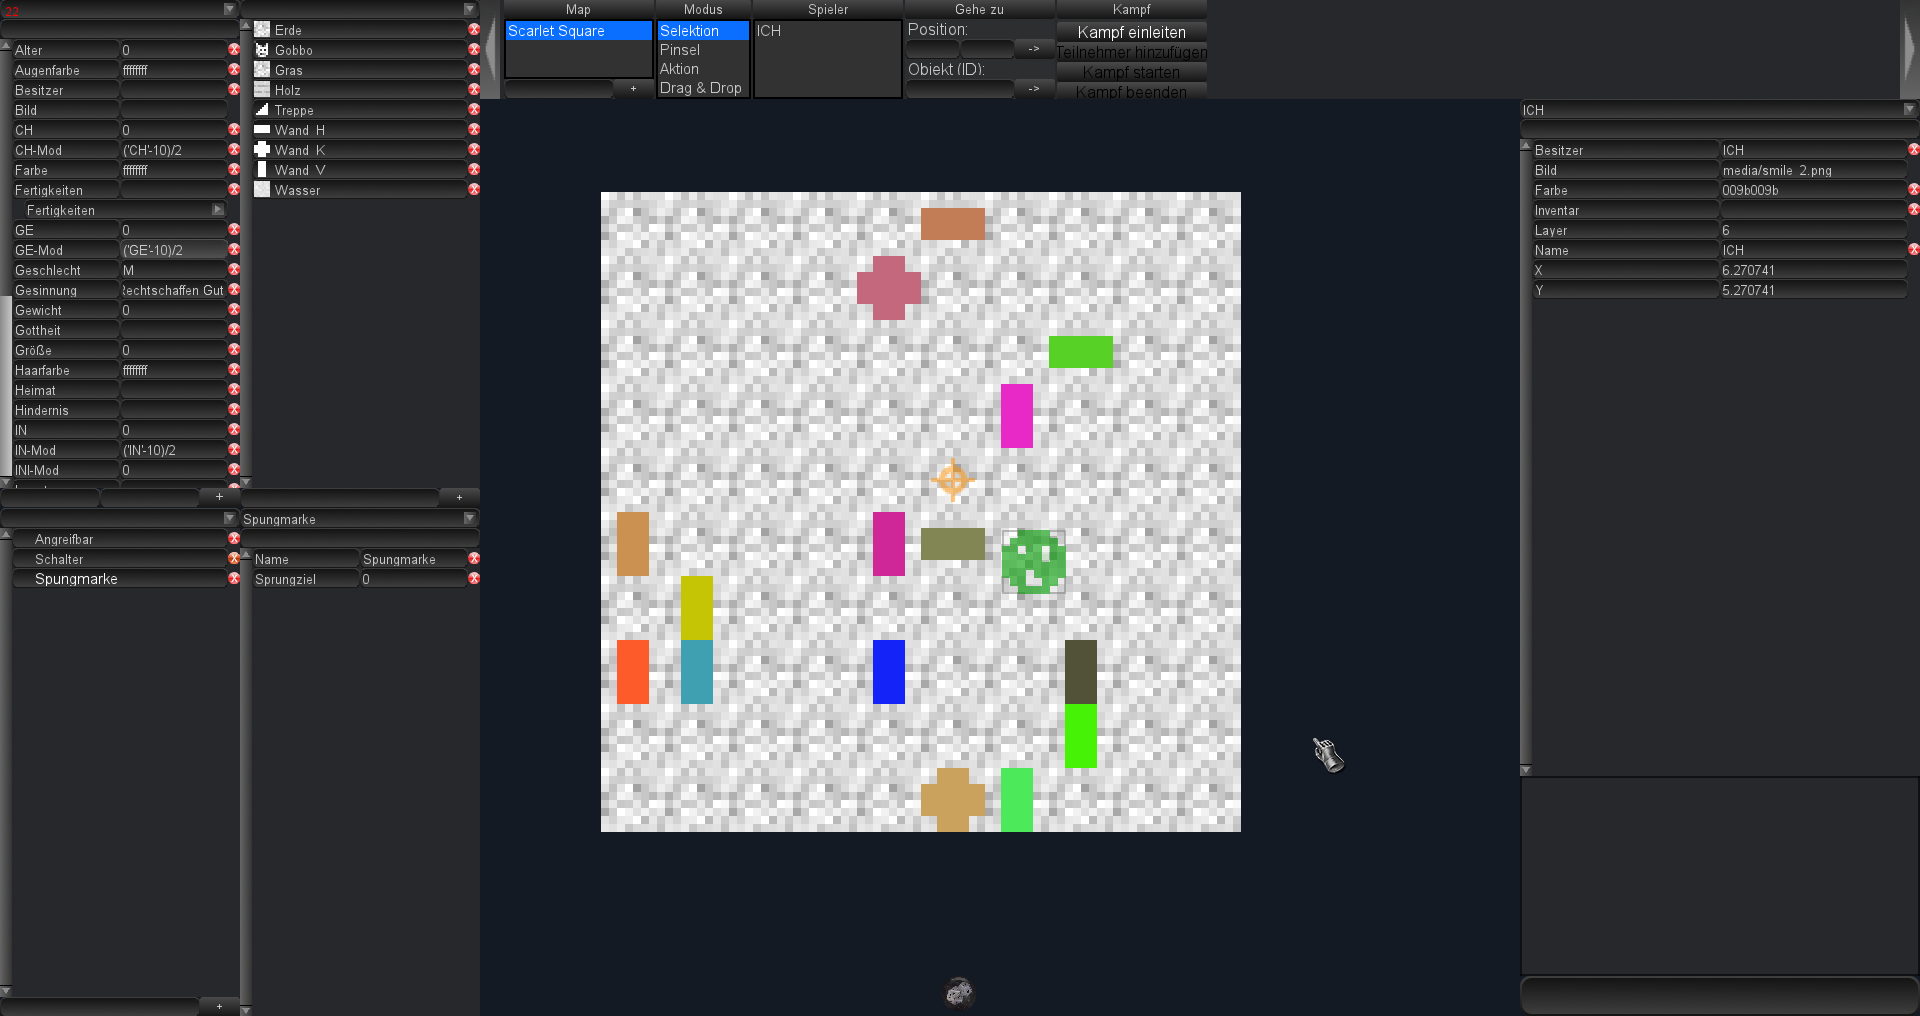 22
Alter 0
Augenfarbe ffffffff
Besitzer
Bild
CH 0
CH-Mod ('CH'-10)/2
Farbe ffffffff
Fertigkeiten
Fertigkeiten
GE 0
GE-Mod ('GE'-10)/2
Geschlecht M
Gesinnung Rechtschaffen Gut
Gewicht 0
Gottheit
Größe 0
Haarfarbe ffffffff
Heimat
Hindernis
IN 0
IN-Mod ('IN'-10)/2
INI-Mod 0
+
Erde
Gobbo
Gras
Holz
Treppe
Wand H
Wand K
Wand V
Wasser
+
Angreifbar
Schalter
Spungmarke
+
Spungmarke
Name Spungmarke
Sprungziel 0
Map
Scarlet Square
+
Modus
Selektion
Pinsel
Aktion
Drag & Drop
Spieler
ICH
Gehe zu
Position:
->
Objekt (ID):
->
Kampf
Kampf einleiten
Teilnehmer hinzufügen
Kampf starten
Kampf beenden
ICH
Besitzer ICH
Bild media/smile_2.png
Farbe 009b009b
Inventar
Layer 6
Name ICH
X 6.270741
Y 5.270741